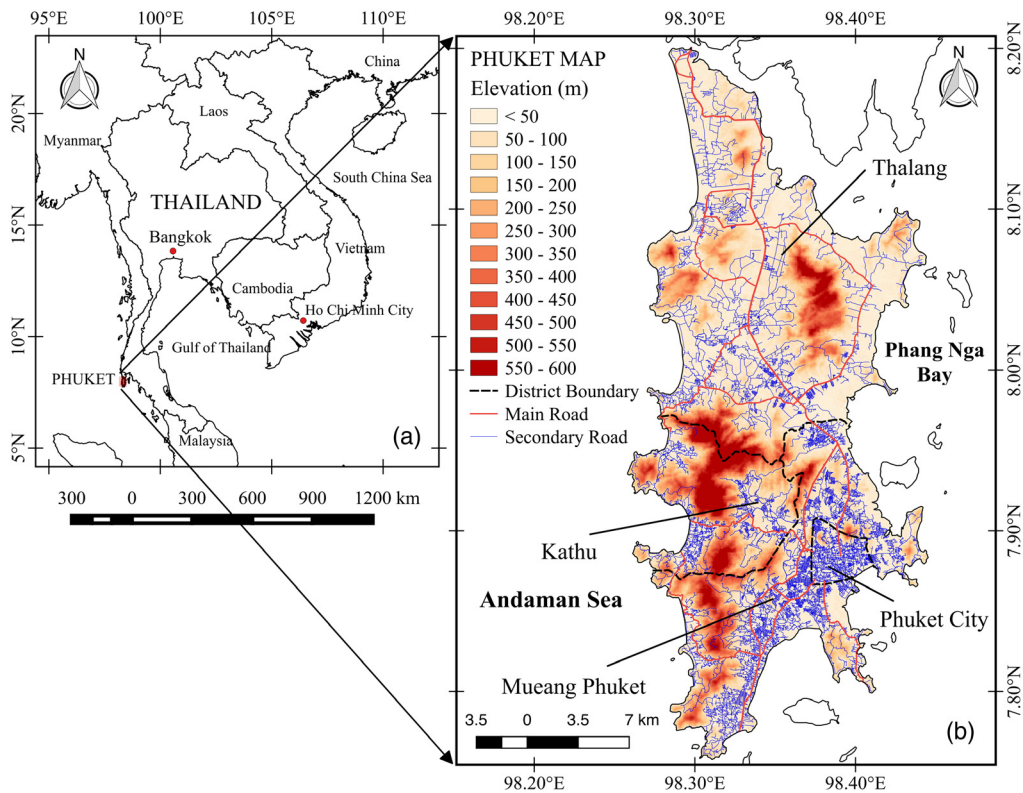 95°E
100°E
105°E
110°E
20°N
15°N
10°N
5°N
N
China
Laos
Myanmar
South China Sea
THAILAND
Bangkok
Vietnam
Cambodia
Ho Chi Minh City
Gulf of Thailand
PHUKET
Malaysia
(a)
300 0 300 600 900 1200 km
98.20°E
98.30°E
98.40°E
8.20°N
8.10°N
8.00°N
7.90°N
7.80°N
PHUKET MAP
Elevation (m)
< 50
50 - 100
100 - 150
150 - 200
200 - 250
250 - 300
300 - 350
350 - 400
400 - 450
450 - 500
500 - 550
550 - 600
District Boundary
Main Road
Secondary Road
N
Thalang
Phang Nga
Bay
Kathu
Andaman Sea
Phuket City
Mueang Phuket
3.5 0 3.5 7 km
(b)
98.20°E
98.30°E
98.40°E